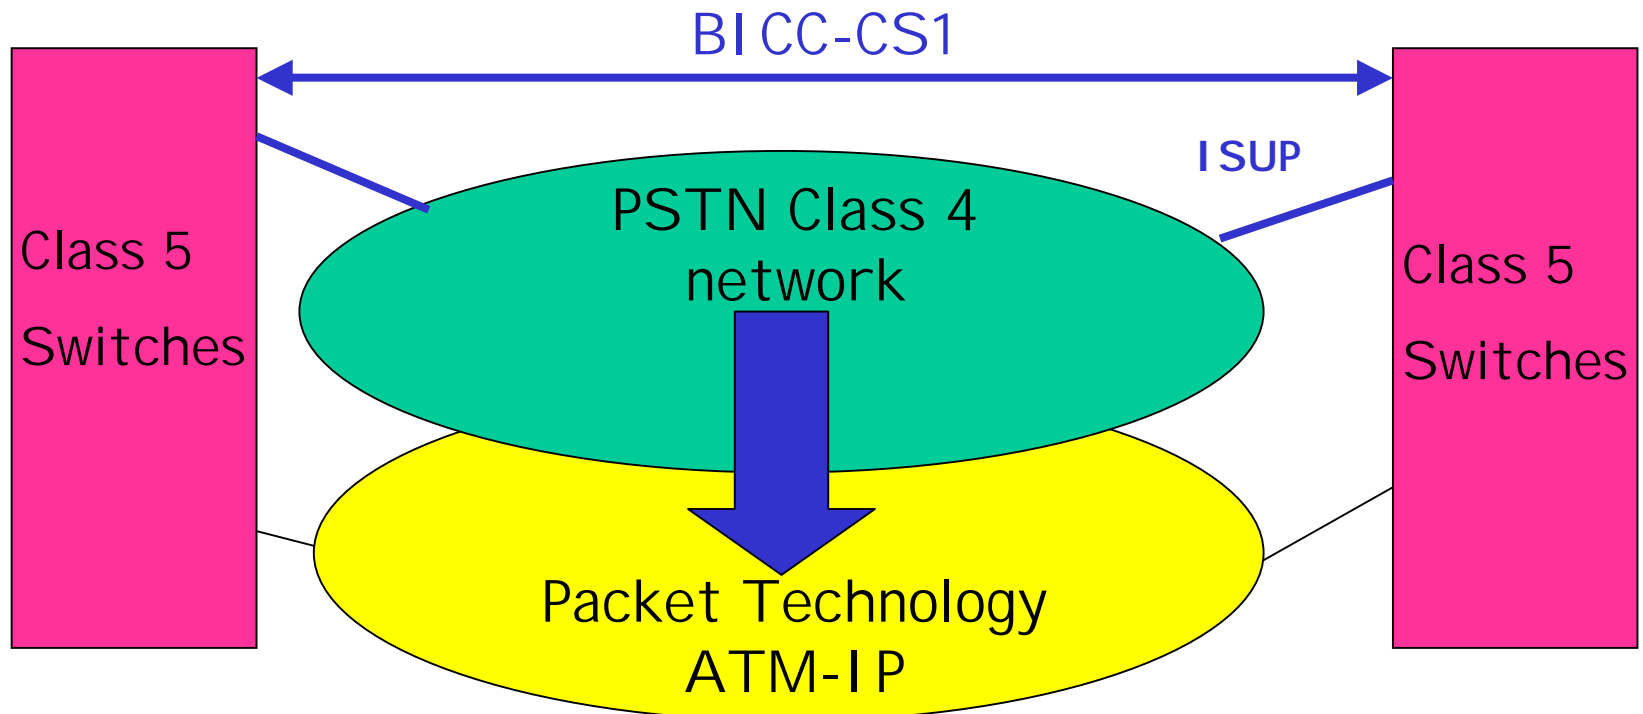 BICC-CS1
ISUP
PSTN Class 4
network
Class 5
Switches
Class 5
Switches
Packet Technology
ATM-IP